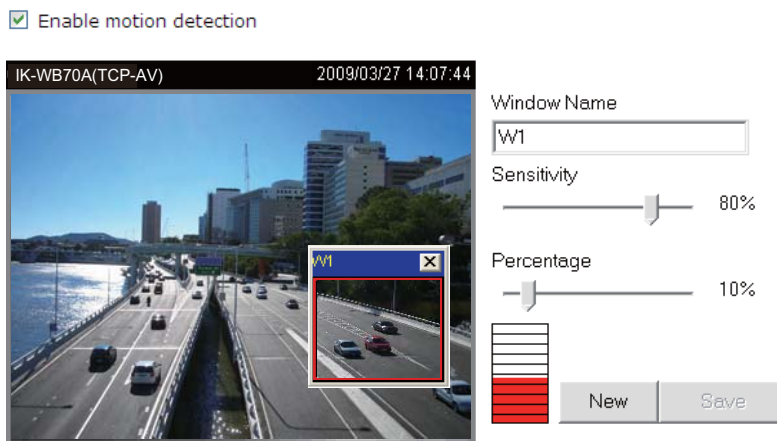 Enable motion detection
IK-WB70A(TCP-AV) 2009/03/27 14:07:44
Window Name
W1
Sensitivity
80%
W1
Percentage
10%
New Save